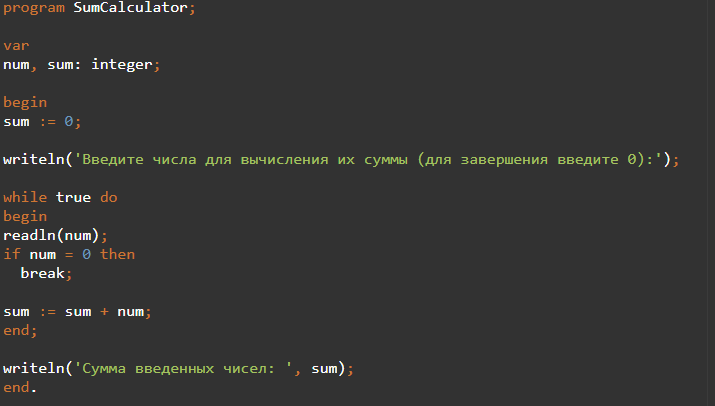 program SumCalculator;
var
num, sum: integer;
begin
sum := 0;
writeln('Введите числа для вычисления их суммы (для завершения введите 0):');
while true do
begin
readln(num);
if num = 0 then
break;
sum := sum + num;
end;
writeln('Сумма введенных чисел: ', sum);
end.